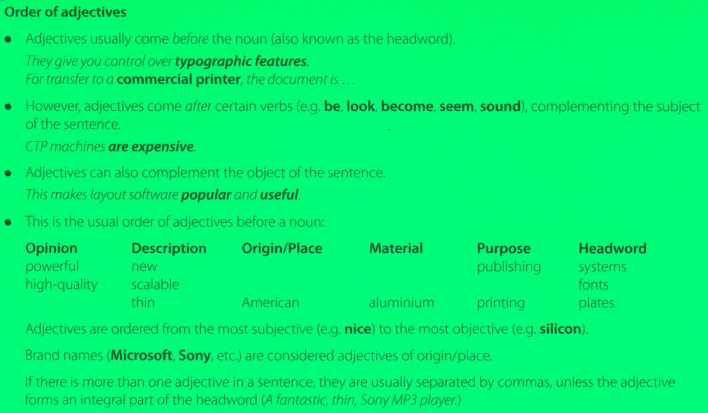 Order of adjectives
● Adjectives usually come before the noun (also known as the headword).
They give you control over typographic features.
For transfer to a commercial printer, the document is …
● However, adjectives come after certain verbs (e.g. be, look, become, seem, sound), complementing the subject
of the sentence.
CTP machines are expensive.
● Adjectives can also complement the object of the sentence.
This makes layout software popular and useful.
● This is the usual order of adjectives before a noun:
Opinion Description Origin/Place Material Purpose Headword
powerful new publishing systems
high-quality scalable fonts
thin American aluminium printing plates
Adjectives are ordered from the most subjective (e.g. nice) to the most objective (e.g. silicon).
Brand names (Microsoft, Sony, etc.) are considered adjectives of origin/place.
If there is more than one adjective in a sentence, they are usually separated by commas, unless the adjective
forms an integral part of the headword (A fantastic, thin, Sony MP3 player.)